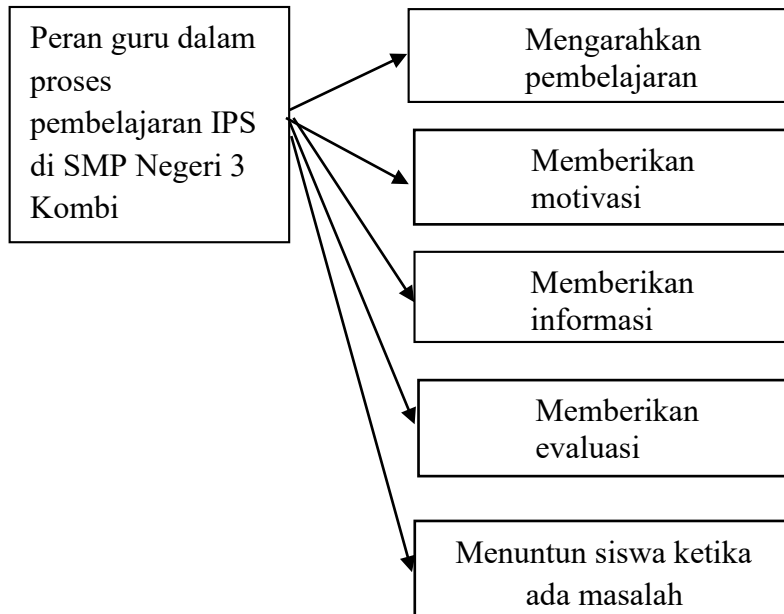 Peran guru dalam
proses
pembelajaran IPS
di SMP Negeri 3
Kombi
Mengarahkan
pembelajaran
Memberikan
motivasi
Memberikan
informasi
Memberikan
evaluasi
Menuntun siswa ketika
ada masalah